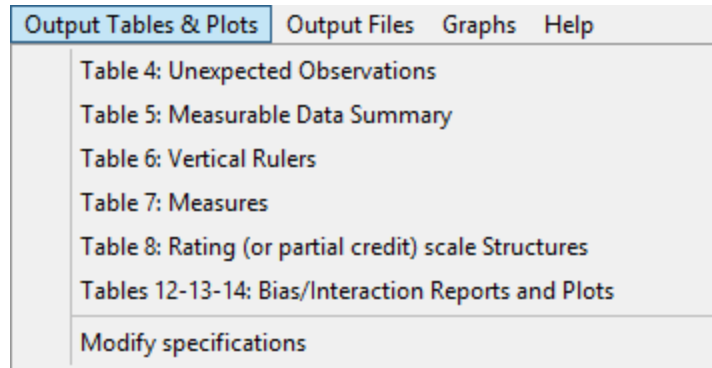 Output Tables & Plots Output Files Graphs Help
Table 4: Unexpected Observations
Table 5: Measurable Data Summary
Table 6: Vertical Rulers
Table 7: Measures
Table 8: Rating (or partial credit) scale Structures
Tables 12-13-14: Bias/Interaction Reports and Plots
Modify specifications